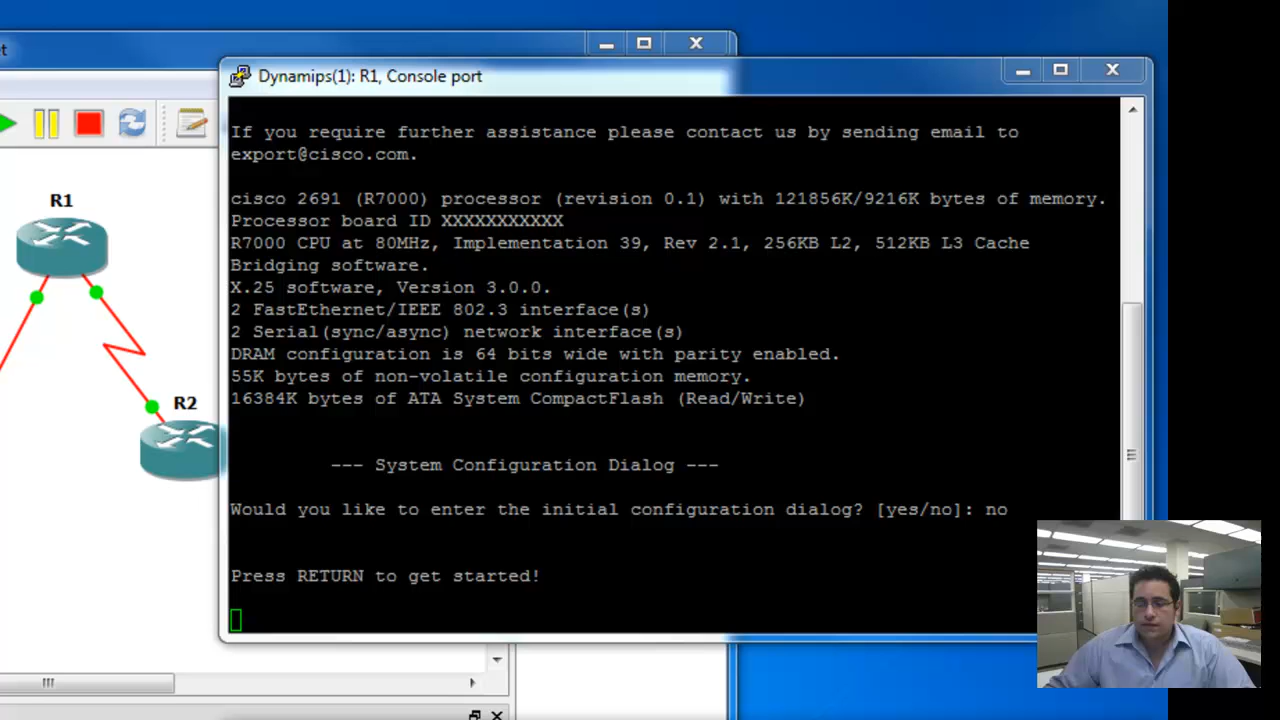 et
Dynamips(1): R1, Console port
If you require further assistance please contact us by sending email to
export@cisco.com.
cisco 2691 (R7000) processor (revision 0.1) with 121856K/9216K bytes of memory.
Processor board ID XXXXXXXXXXX
R7000 CPU at 80MHz, Implementation 39, Rev 2.1, 256KB L2, 512KB L3 Cache
Bridging software.
X.25 software, Version 3.0.0.
2 FastEthernet/IEEE 802.3 interface(s)
2 Serial(sync/async) network interface(s)
DRAM configuration is 64 bits wide with parity enabled.
55K bytes of non-volatile configuration memory.
16384K bytes of ATA System CompactFlash (Read/Write)
--- System Configuration Dialog ---
Would you like to enter the initial configuration dialog? [yes/no]: no
Press RETURN to get started!
R1
R2